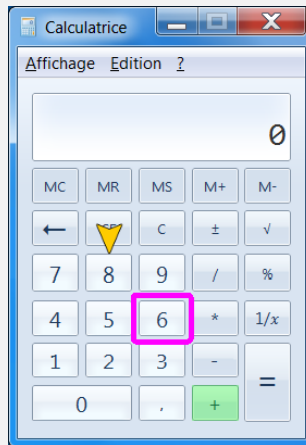 Calculatrice
Affichage Edition ?
0
MC MR MS M+ M-
← C ± √
7 8 9 / %
4 5 6 * 1/x
1 2 3 - =
0 , +